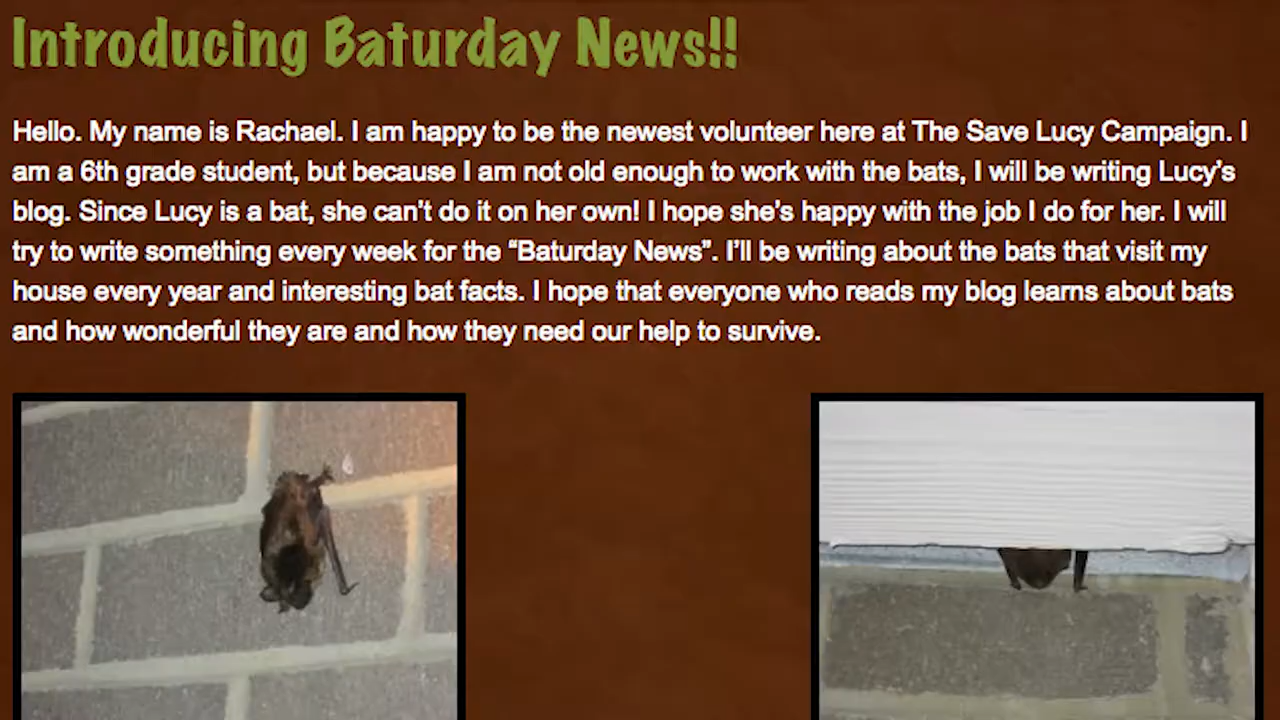 Introducing Baturday News!!
Hello. My name is Rachael. I am happy to be the newest volunteer here at The Save Lucy Campaign. I
am a 6th grade student, but because I am not old enough to work with the bats, I will be writing Lucy’s
blog. Since Lucy is a bat, she can’t do it on her own! I hope she’s happy with the job I do for her. I will
try to write something every week for the “Baturday News”. I’ll be writing about the bats that visit my
house every year and interesting bat facts. I hope that everyone who reads my blog learns about bats
and how wonderful they are and how they need our help to survive.